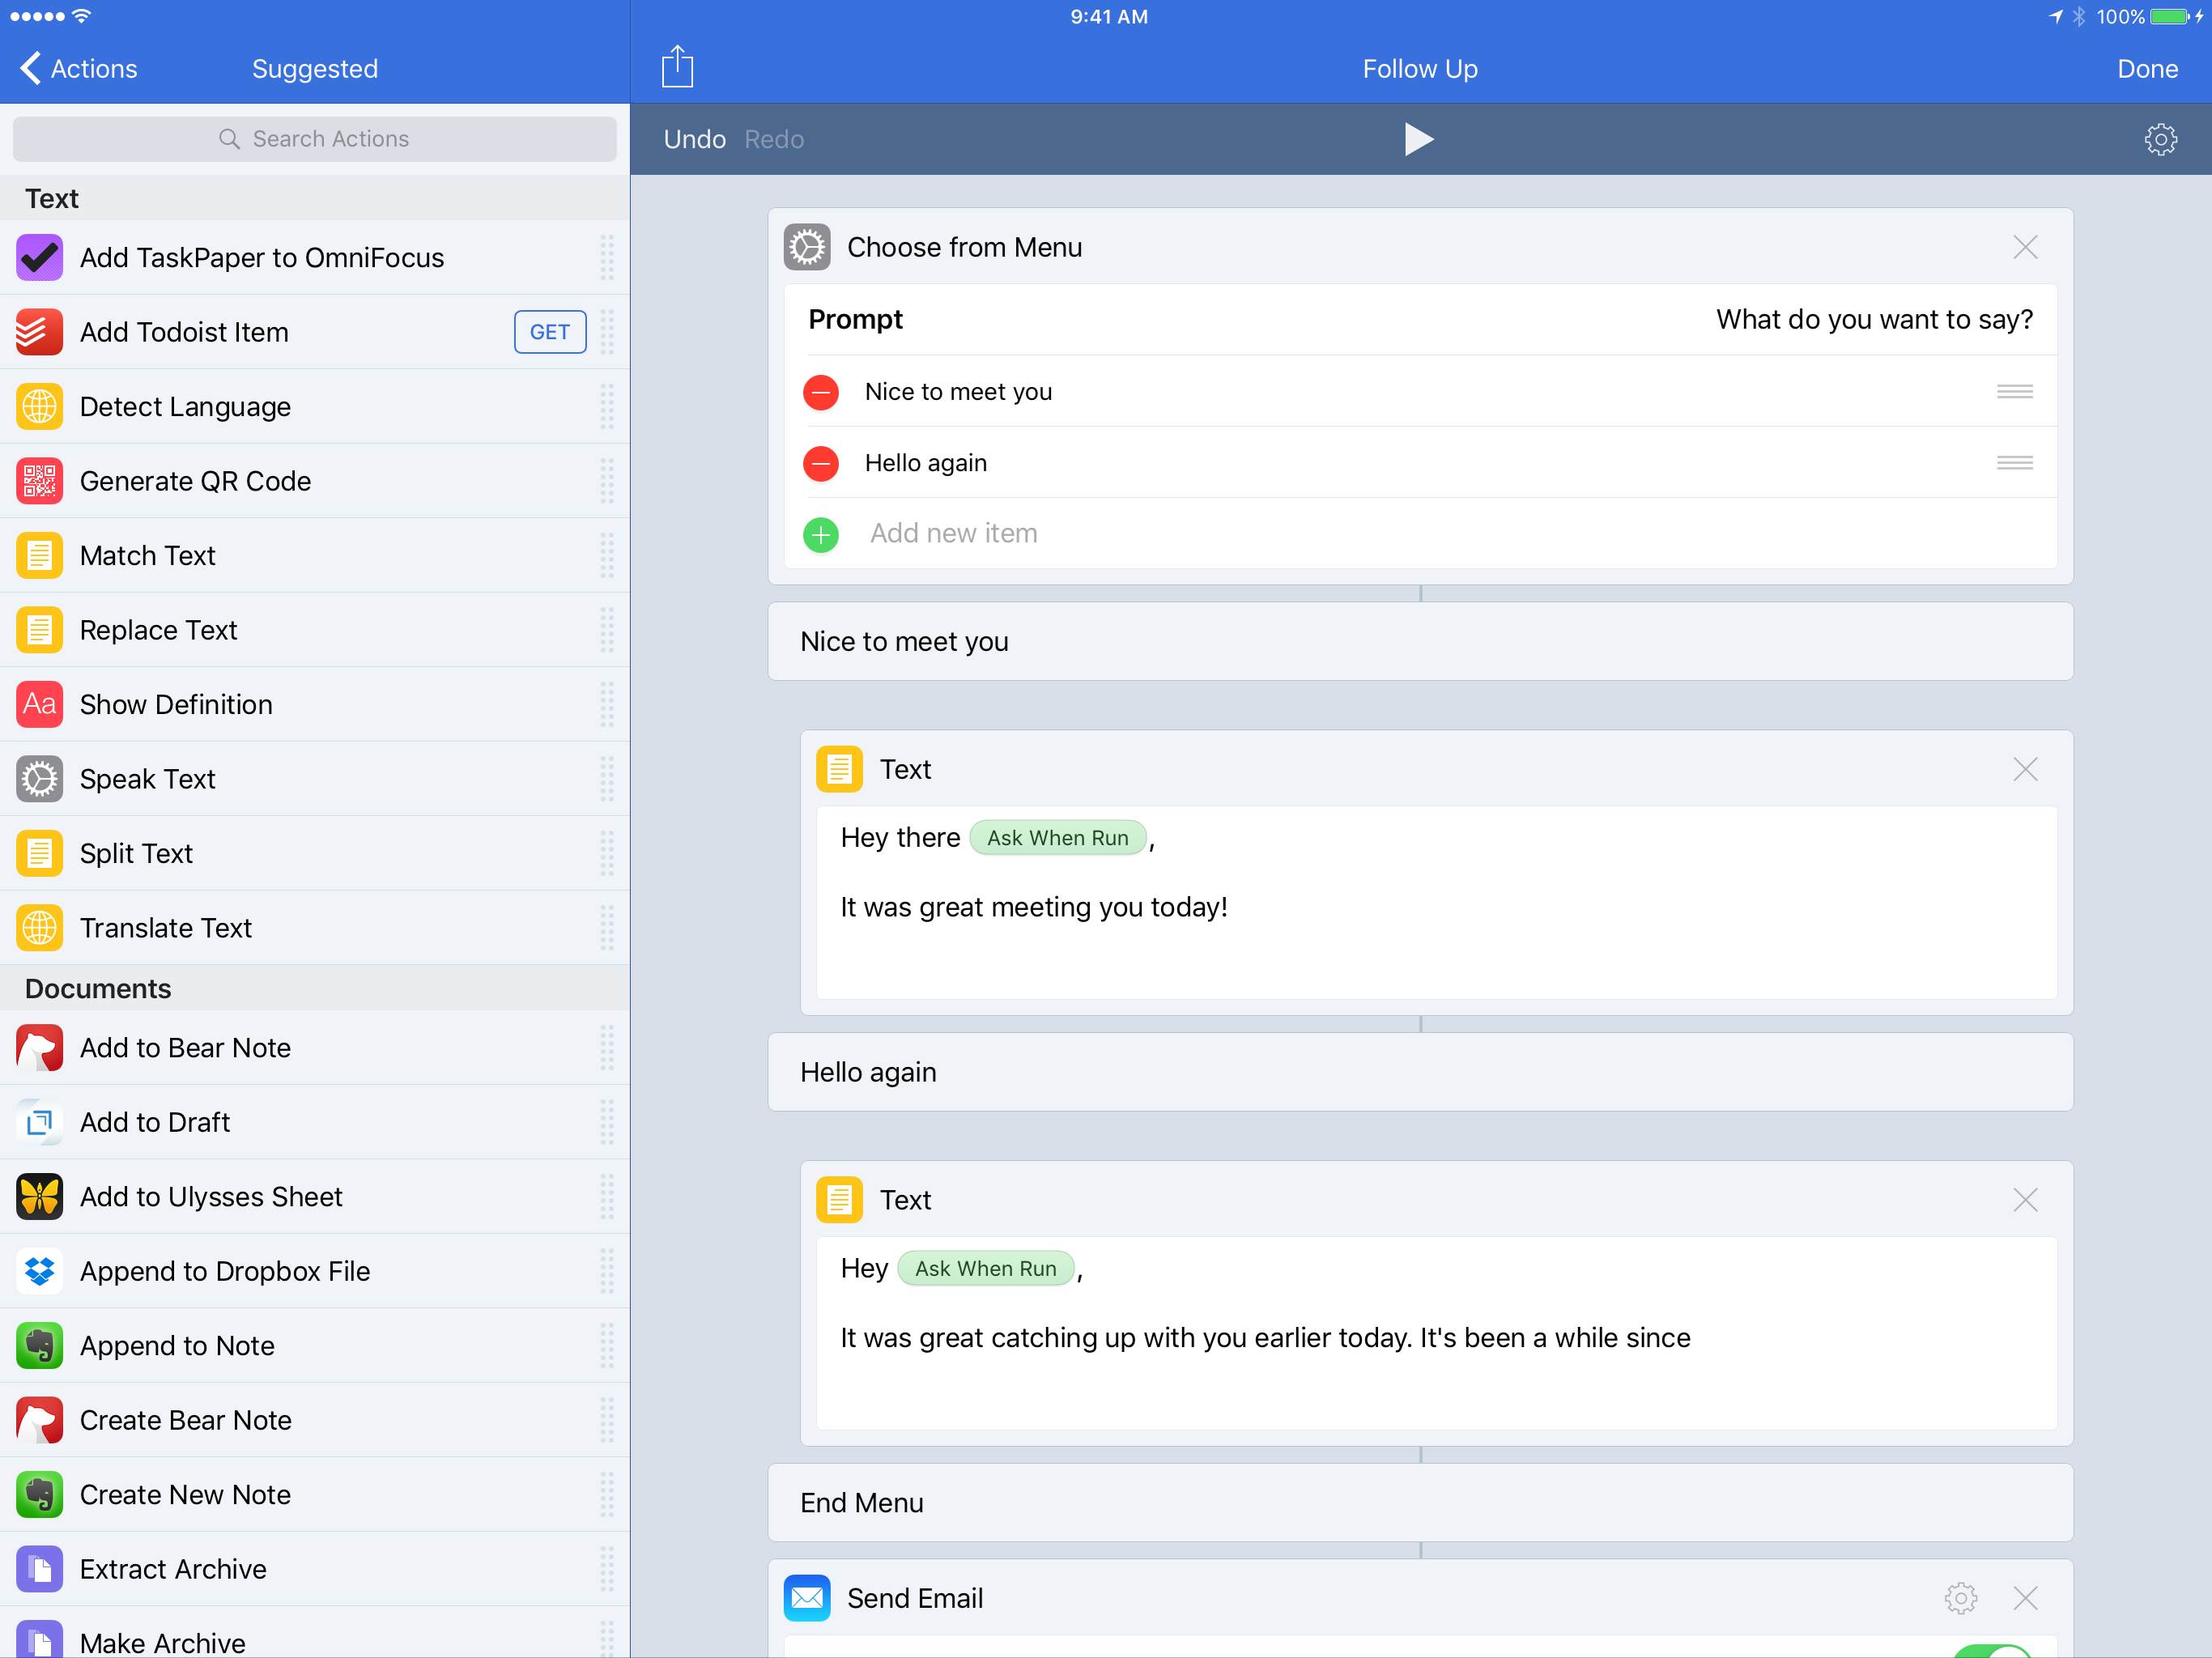 9:41 AM
100%
Actions
Suggested
Follow Up
Done
Search Actions
Undo
Redo
Text
Add TaskPaper to OmniFocus
Add Todoist Item
GET
Detect Language
Generate QR Code
Match Text
Replace Text
Aa
Show Definition
Speak Text
Split Text
Translate Text
Documents
Add to Bear Note
Add to Draft
Add to Ulysses Sheet
Append to Dropbox File
Append to Note
Create Bear Note
Create New Note
Extract Archive
Make Archive
Choose from Menu
Prompt
What do you want to say?
Nice to meet you
Hello again
Add new item
Nice to meet you
Text
Hey there Ask When Run,
It was great meeting you today!
Hello again
Text
Hey Ask When Run,
It was great catching up with you earlier today. It's been a while since
End Menu
Send Email